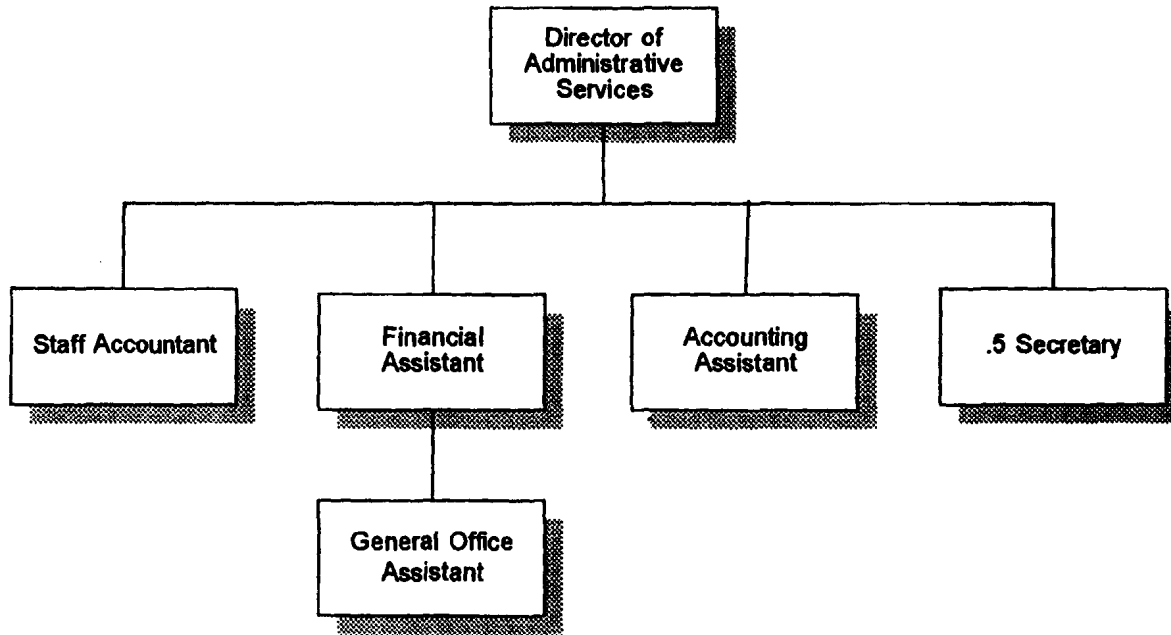 Director of
Administrative
Services
Staff Accountant
Financial
Assistant
Accounting
Assistant
.5 Secretary
General Office
Assistant